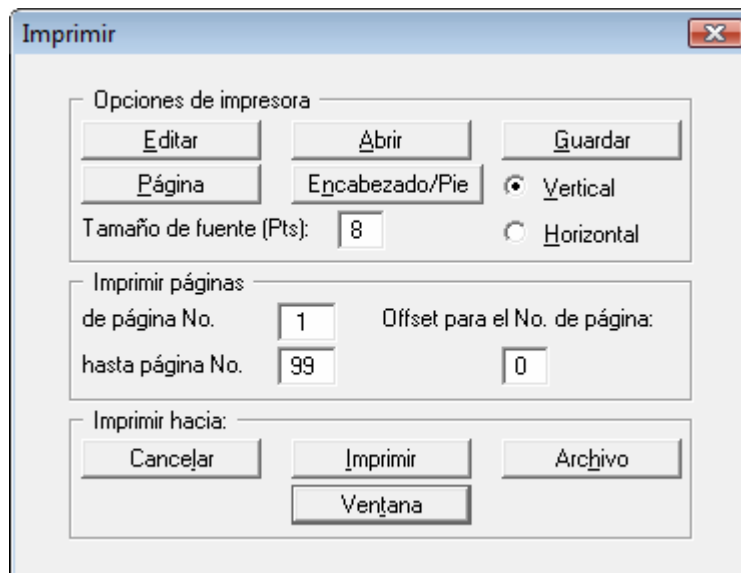 Imprimir
Opciones de impresora
Editar Abrir Guardar
Página Encabezado/Pie Vertical
Tamaño de fuente (Pts): 8 Horizontal
Imprimir páginas
de página No. 1 Offset para el No. de página:
hasta página No. 99 0
Imprimir hacia:
Cancelar Imprimir Archivo
Ventana